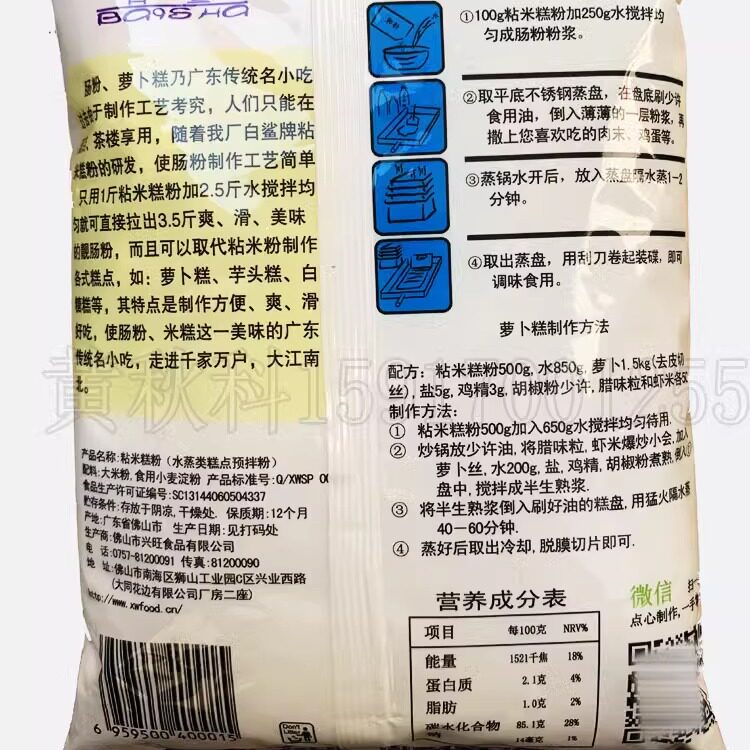 BaiSHa
肠粉、萝卜糕乃广东传统名小吃
于制作工艺考究，人们只能在
茶楼享用，随着我厂白鲨牌粘
米糕粉的研发，使肠粉制作工艺简单
只用1斤粘米糕粉加2.5斤水搅拌均
匀就可直接拉出3.5斤爽、滑、美味
的靓肠粉，而且可以取代粘米粉制作
各式糕点，如：萝卜糕、芋头糕、白
糖糕等，其特点是制作方便、爽、滑
好吃，使肠粉、米糕这一美味的广东
传统名小吃，走进千家万户，大江南
北。
产品名称：粘米糕粉（水蒸类糕点预拌粉）
配料：大米粉，食用小麦淀粉 产品标准号：Q/XWSP
食品生产许可证编号：SC13144060504337
贮存条件：存放于阴凉，干燥处. 保质期：12个月
产地：广东省佛山市 生产日期：见打码处
生产商：佛山市兴旺食品有限公司
电 话：0757-81200091 传真：81200090
地 址：佛山市南海区狮山工业园C区兴业西路
（大同花边有限公司厂房二座）
http://www.xwfood.cn/
6 959500 400015
①100g粘米糕粉加250g水搅拌均
匀成肠粉粉浆。
②取平底不锈钢蒸盘，在盘底刷少许
食用油，倒入薄薄的一层粉浆，再
撒上您喜欢吃的肉末、鸡蛋等。
③蒸锅水开后，放入蒸盘隔水蒸1-2
分钟。
④取出蒸盘，用刮刀卷起装碟，即可
调味食用。
萝卜糕制作方法
配方：粘米糕粉500g，水850g，萝卜1.5kg（去皮切
丝），盐5g，鸡精3g，胡椒粉少许，腊味粒和虾米各
制作方法：
① 粘米糕粉500g加入650g水搅拌均匀待用.
② 炒锅放少许油，将腊味粒，虾米爆炒小会，加入
萝卜丝，水200g，盐，鸡精，胡椒粉煮熟，倒入
盘中，搅拌成半生熟浆.
③ 将半生熟浆倒入刷好油的糕盘，用猛火隔水蒸
40-60分钟.
④ 蒸好后取出冷却，脱膜切片即可.
微信
点心制作，一手
营养成分表
项目 每100克 NRV%
能量 1521千焦 18%
蛋白质 2.1克 4%
脂肪 1.0克 2%
碳水化合物 85.1克 28%
14毫克 1%
黄秋科